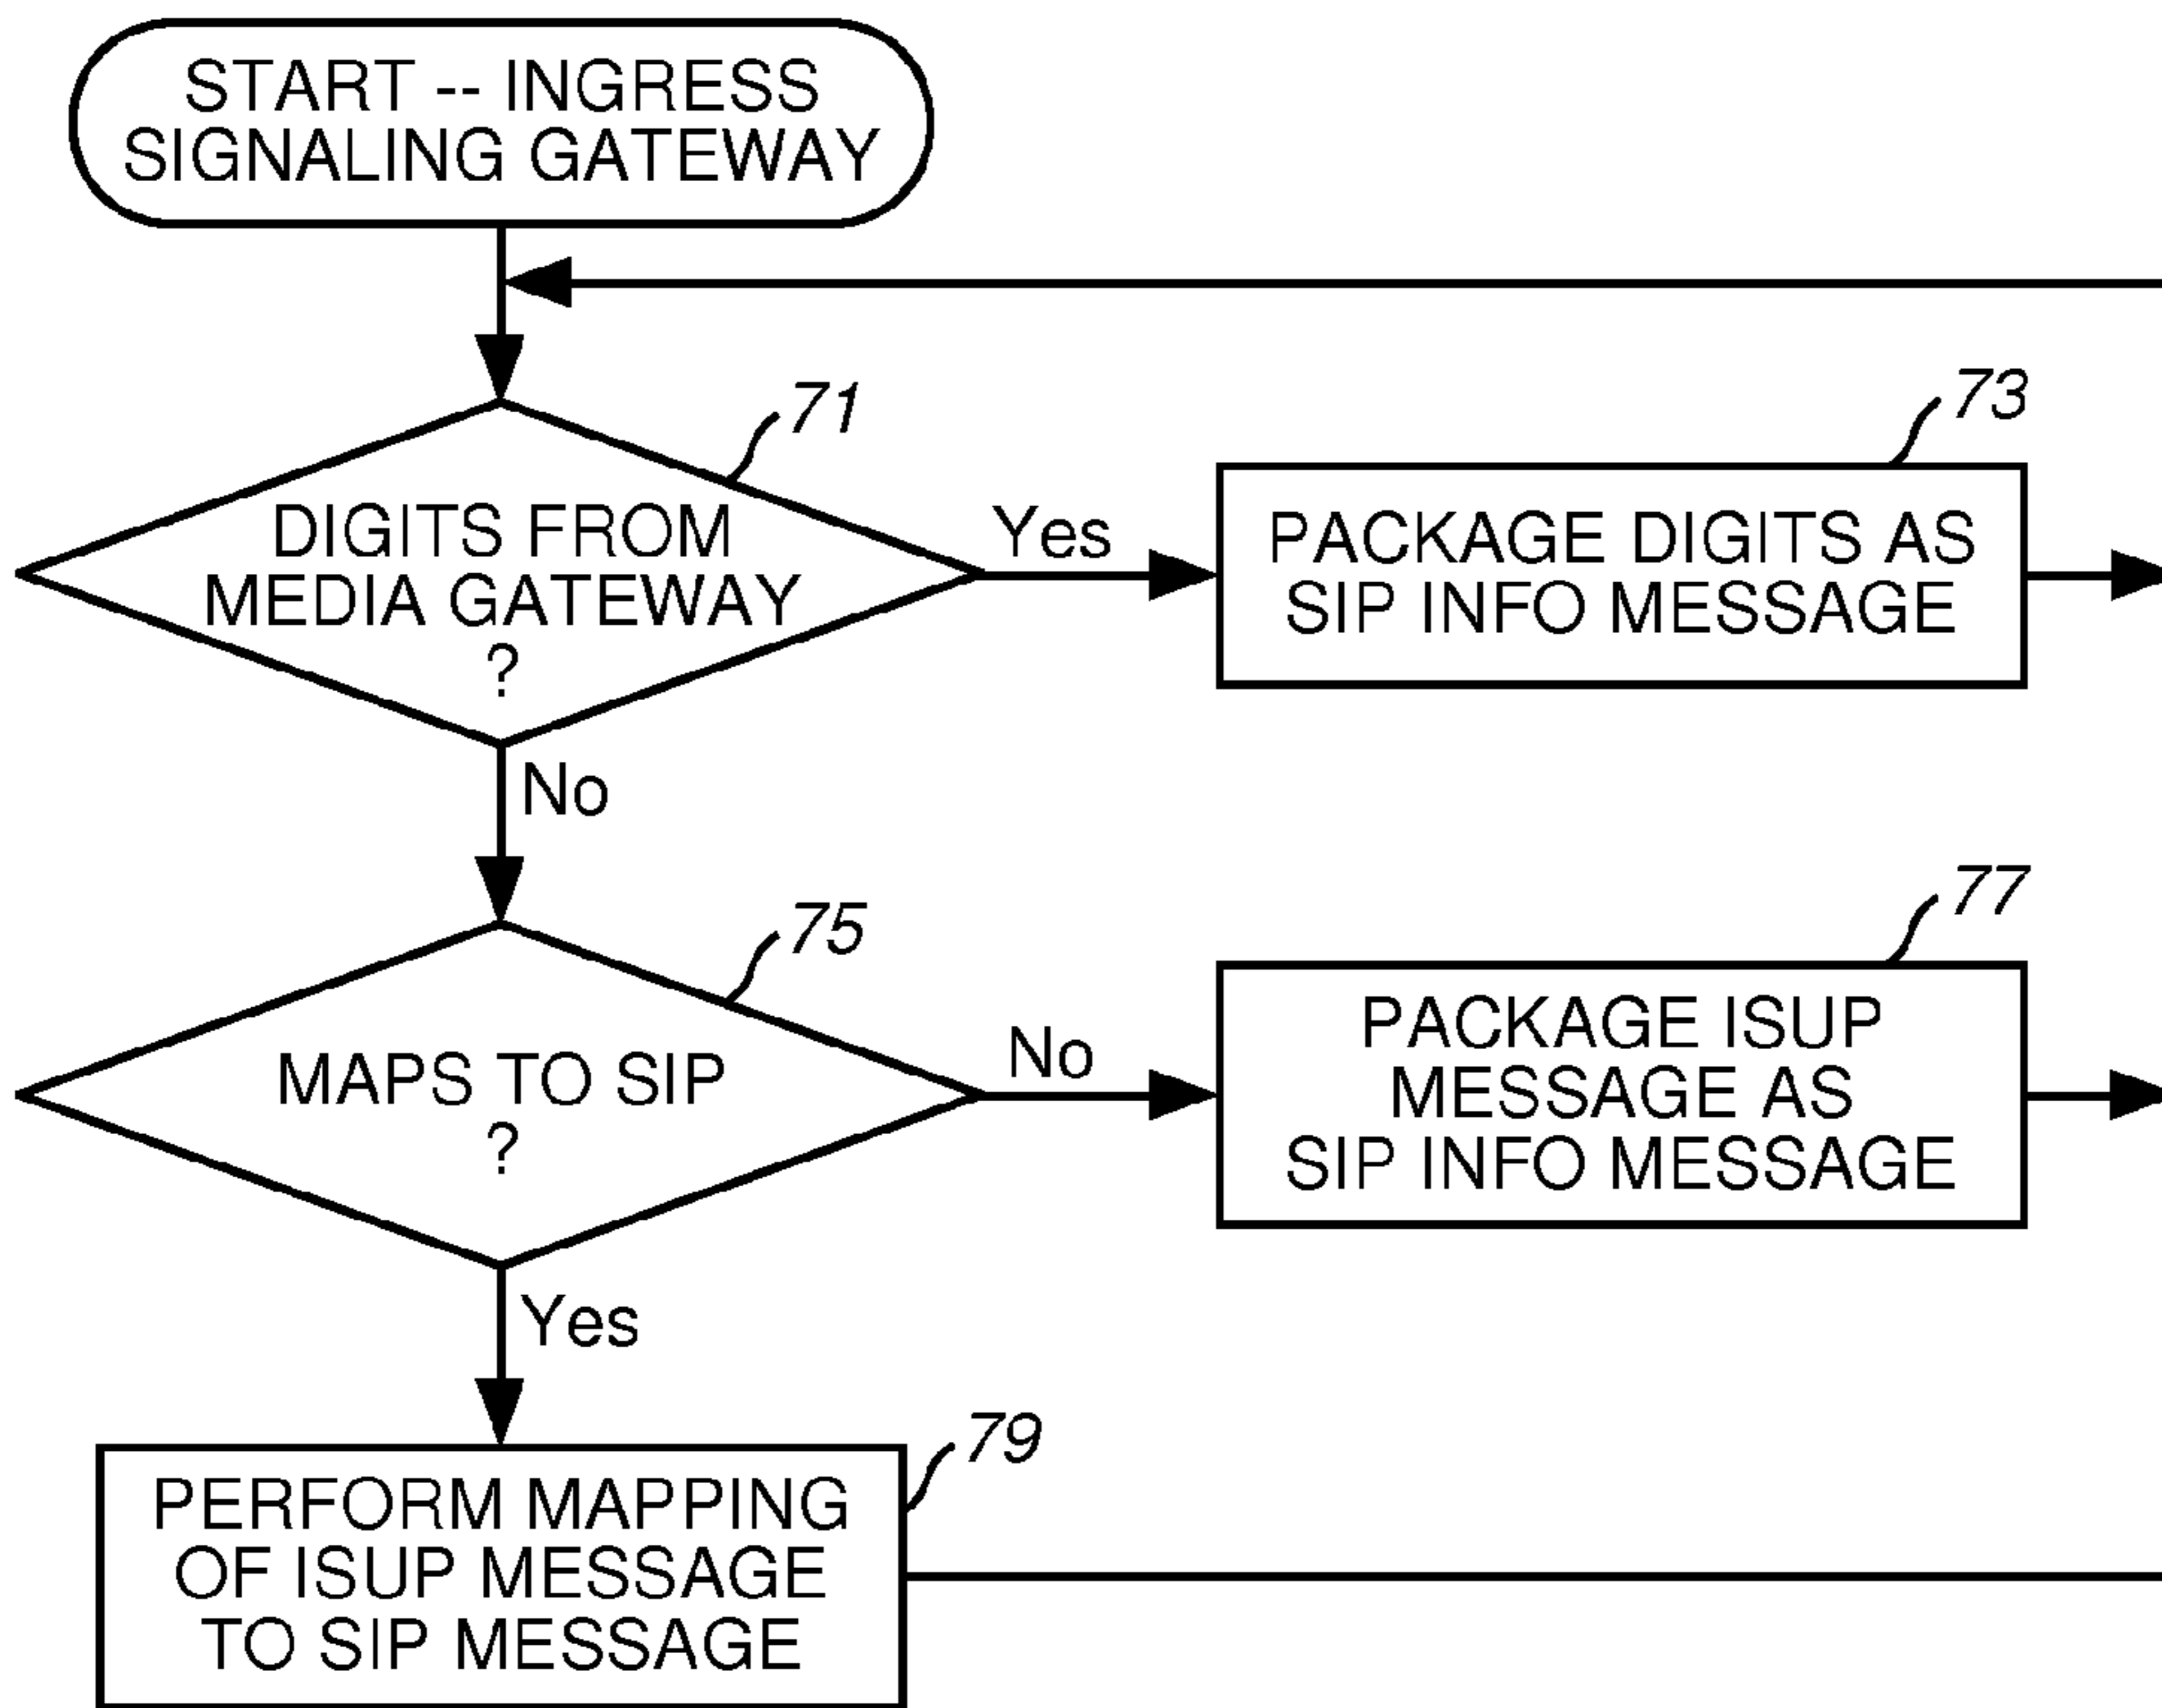 START -- INGRESS
SIGNALING GATEWAY
71
DIGITS FROM
MEDIA GATEWAY
?
Yes
73
PACKAGE DIGITS AS
SIP INFO MESSAGE
No
75
MAPS TO SIP
?
No
77
PACKAGE ISUP
MESSAGE AS
SIP INFO MESSAGE
Yes
79
PERFORM MAPPING
OF ISUP MESSAGE
TO SIP MESSAGE